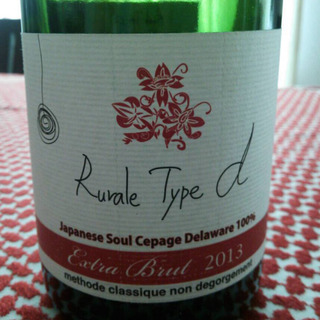 Rurale Type d
Japanese Soul Cepage Delaware 100%
Extra Brut 2013
methode classique non degorgement